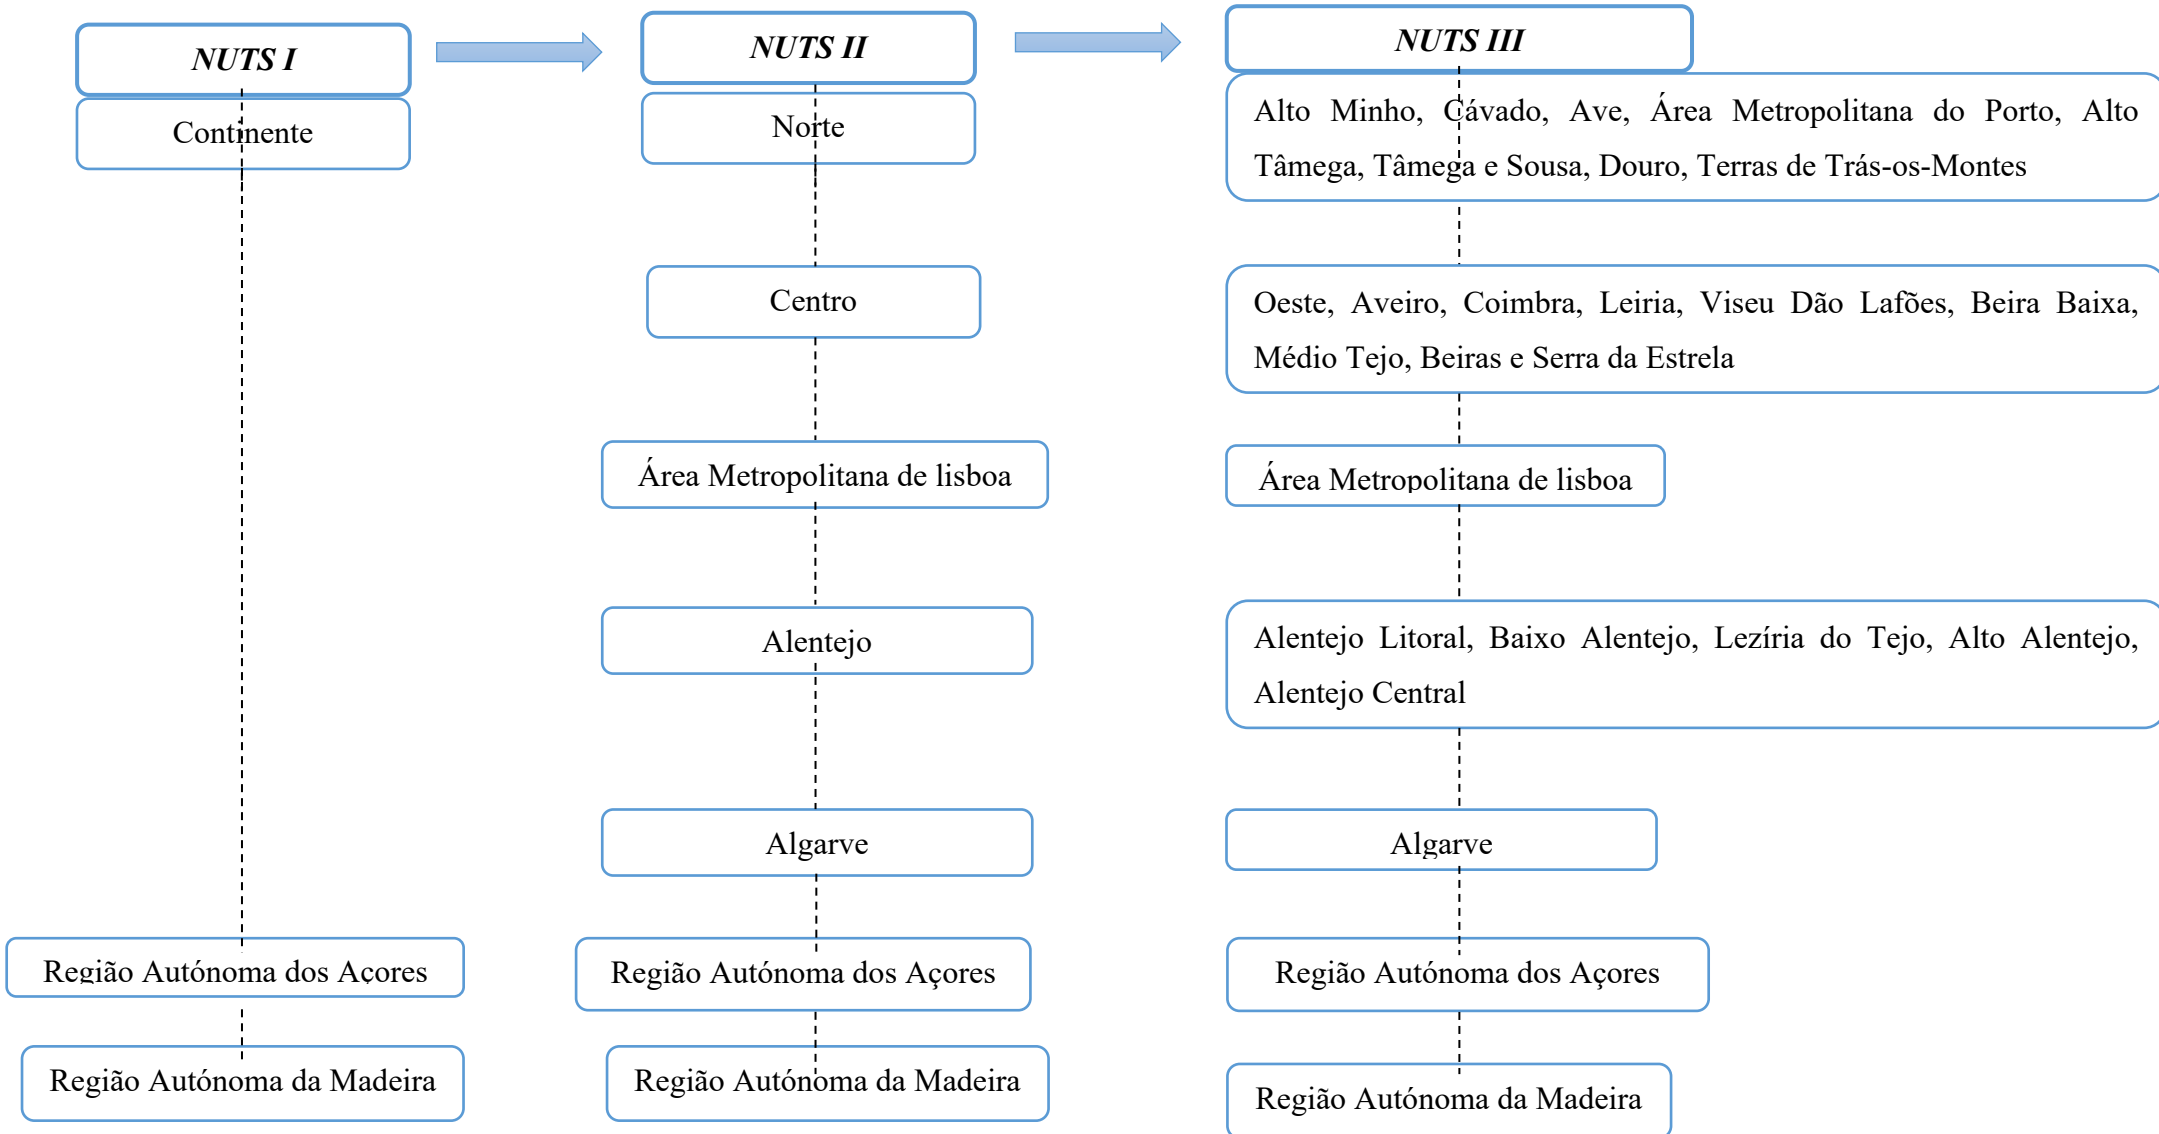 NUTS I
Continente
Região Autónoma dos Açores
Região Autónoma da Madeira
NUTS II
Norte
Centro
Área Metropolitana de lisboa
Alentejo
Algarve
Região Autónoma dos Açores
Região Autónoma da Madeira
NUTS III
Alto Minho, Cávado, Ave, Área Metropolitana do Porto, Alto
Tâmega, Tâmega e Sousa, Douro, Terras de Trás-os-Montes
Oeste, Aveiro, Coimbra, Leiria, Viseu Dão Lafões, Beira Baixa,
Médio Tejo, Beiras e Serra da Estrela
Área Metropolitana de lisboa
Alentejo Litoral, Baixo Alentejo, Lezíria do Tejo, Alto Alentejo,
Alentejo Central
Algarve
Região Autónoma dos Açores
Região Autónoma da Madeira